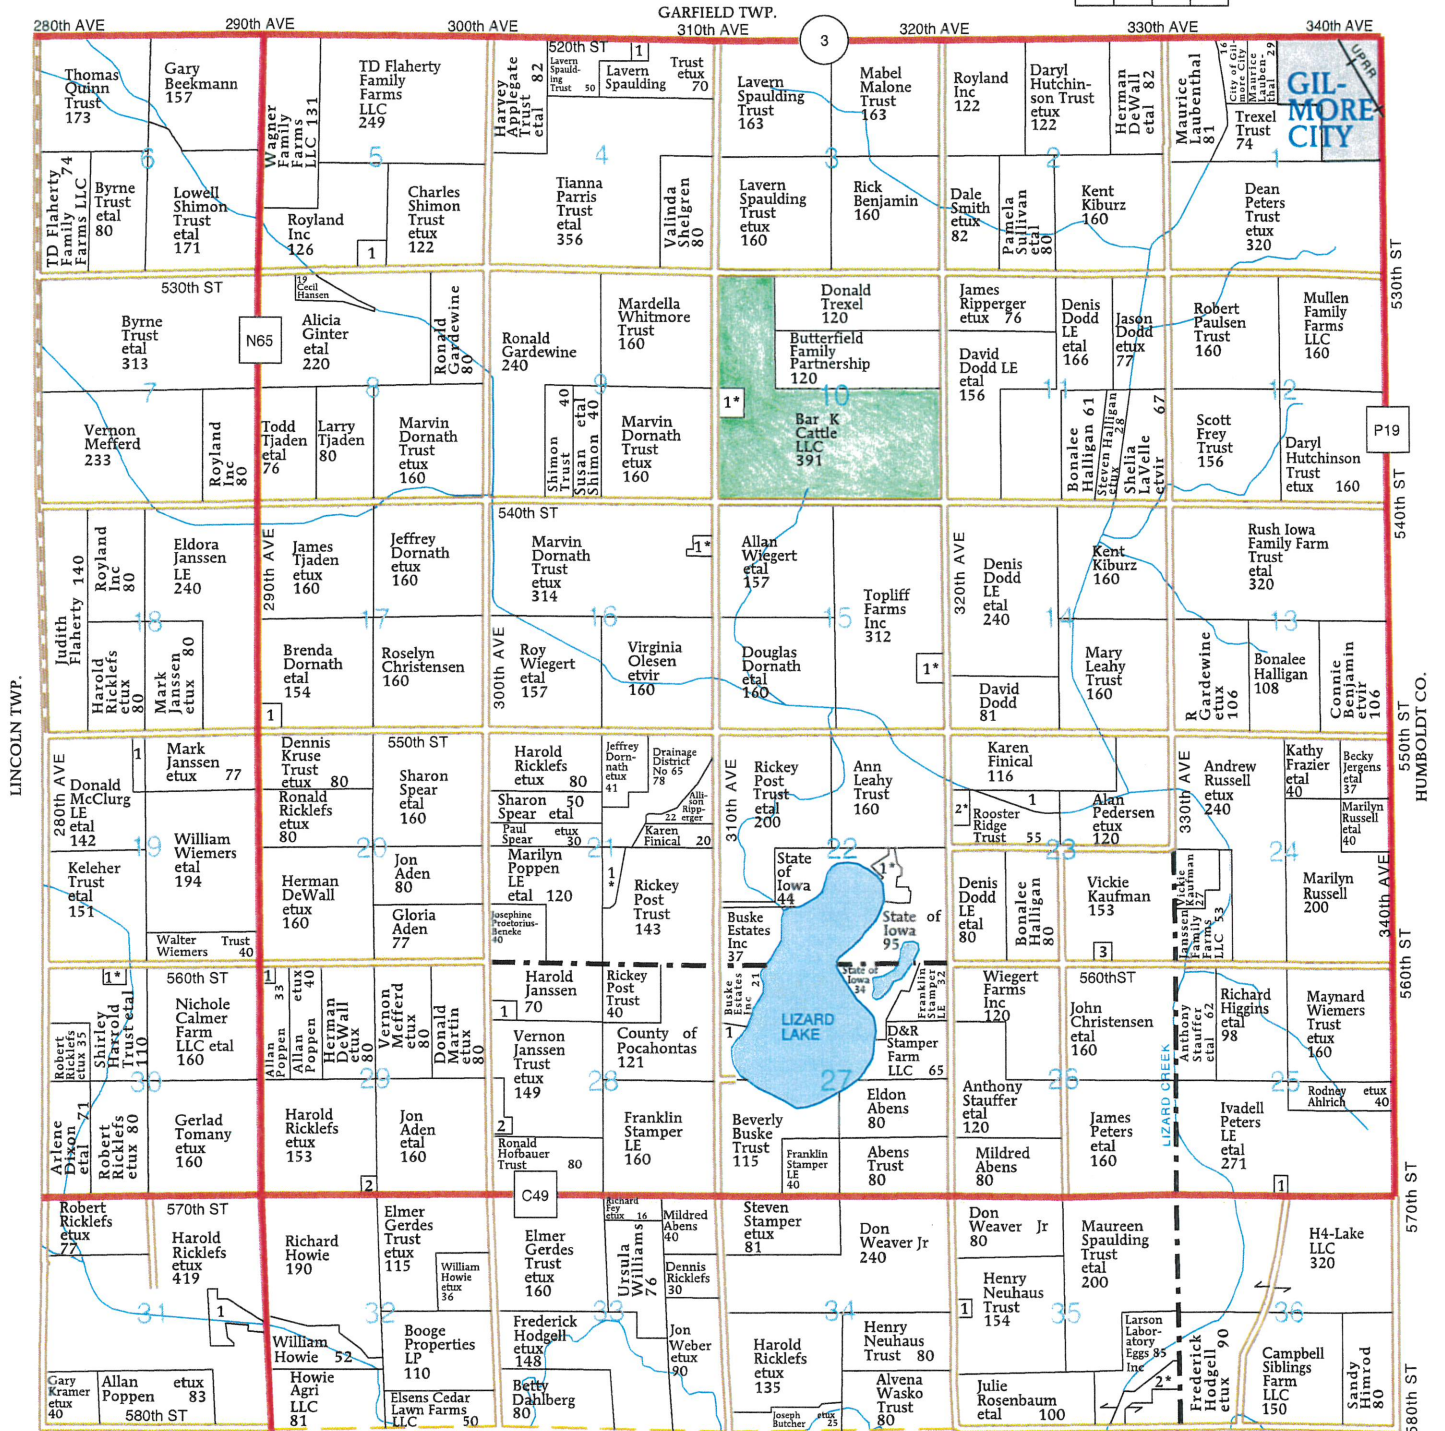 GARFIELD TWP.
280th AVE
290th AVE
300th AVE
310th AVE
320th AVE
330th AVE
340th AVE
3
520th ST
Thomas
Quinn
Trust
173
Gary
Beekmann
157
6
TD Flaherty
Family
Farms LLC
74
Byrne
Trust
etal
80
Lowell
Shimon
Trust
etal
171
Wagner
Family
Farms
LLC 131
TD Flaherty
Family
Farms
LLC
249
5
Royland
Inc
126
1
Charles
Shimon
Trust
etux
122
Harvey
Applegate
Trust
etal
82
Lavern
Spauld-
ing
Trust 50
1
Lavern
Spaulding
Trust
etux
70
4
Tianna
Parris
Trust
etal
356
Valinda
Shelgren
80
Lavern
Spaulding
Trust
163
Mabel
Malone
Trust
163
3
Lavern
Spaulding
Trust
etux
160
Rick
Benjamin
160
Royland
Inc
122
Daryl
Hutchin-
son Trust
etux
122
Herman
DeWall
etal 82
2
Dale
Smith
etux
82
Pamela
Sullivan
etal
80
Kent
Kiburz
160
Maurice
Laubenthal
81
City of Gil-
more City
16
Maurice
Lauben-
thal
29
Trexel
Trust
74
GIL-
MORE
CITY
UPRR
1
Dean
Peters
Trust
etux
320
530th ST
530th ST
Byrne
Trust
etal
313
N65
7
Vernon
Mefferd
233
Royland
Inc
80
19
Cecil
Hansen
Alicia
Ginter
etal
220
Ronald
Gardewine
80
8
Todd
Tjaden
etal
76
Larry
Tjaden
80
Marvin
Dornath
Trust
etux
160
Ronald
Gardewine
240
Mardella
Whitmore
Trust
160
9
Shimon
Trust
40
Susan etal
Shimon 40
Marvin
Dornath
Trust
etux
160
Donald
Trexel
120
Butterfield
Family
Partnership
120
1*
10
Bar K
Cattle
LLC
391
James
Ripperger
etux 76
David
Dodd LE
etal
156
Denis
Dodd
LE
etal
166
Jason
Dodd
etux
77
11
Bonalee
Halligan 61
Steven Halligan
etux 28
Shelia
LaVelle
etvir
67
Robert
Paulsen
Trust
160
Mullen
Family
Farms
LLC
160
12
Scott
Frey
Trust
156
Daryl
Hutchinson
Trust
etux 160
P19
540th ST
540th ST
Judith
Flaherty 140
Royland
Inc
80
Eldora
Janssen
LE
240
18
Harold
Ricklefs
etux
80
Mark
Janssen
etux 80
290th AVE
James
Tjaden
etux
160
Jeffrey
Dornath
etux
160
17
Brenda
Dornath
etal
154
1
Roselyn
Christensen
160
300th AVE
Marvin
Dornath
Trust
etux
314
1*
16
Roy
Wiegert
etal
157
Virginia
Olesen
etvir
160
Allan
Wiegert
etal
157
15
Topliff
Farms
Inc
312
1*
Douglas
Dornath
etal
160
320th AVE
Denis
Dodd
LE
etal
240
Kent
Kiburz
160
14
David
Dodd
81
Mary
Leahy
Trust
160
Rush Iowa
Family Farm
Trust
etal
320
13
R
Gardewine
etux
106
Bonalee
Halligan
108
Connie
Benjamin
etvir
106
LINCOLN TWP.
HUMBOLDT CO.
550th ST
550th ST
280th AVE
Donald
McClurg
LE
etal
142
1
Mark
Janssen
etux 77
19
William
Wiemers
etal
194
Keleher
Trust
etal
151
Walter
Wiemers
Trust
40
Dennis
Kruse
Trust
etux 80
Ronald
Ricklefs
etux
80
Sharon
Spear
etal
160
20
Herman
DeWall
etux
160
Jon
Aden
80
Gloria
Aden
77
Harold
Ricklefs
etux 80
Sharon 50
Spear etal
Paul etux
Spear 30
Jeffrey
Dorn-
nath
etux
41
Drainage
District
No 65
78
Alli-
son
Ripp-
22 erger
Karen
Finical 20
21
Marilyn
Poppen
LE
etal 120
Josephine
Proetorius-
Beneke
40
1
*
Rickey
Post
Trust
143
310th AVE
Rickey
Post
Trust
etal
200
Ann
Leahy
Trust
160
22
State
of
Iowa
44
1*
State of
Iowa
95
Buske
Estates
Inc
37
Karen
Finical
116
2*
Rooster
Ridge
Trust 55
1
Alan
Pedersen
etux
120
23
Denis
Dodd
LE
etal
80
Bonalee
Halligan
80
Vickie
Kaufman
153
3
330th AVE
Andrew
Russell
etux
240
Kathy
Frazier
etal
40
Becky
Jergens
etal
37
Marilyn
Russell
etal
40
24
Vickie
Kaufman
27
Janssen
Family
Farms
LLC 53
Marilyn
Russell
200
340th AVE
560th ST
560thST
560th ST
1*
Robert
Ricklefs
etux 35
Shirley
Harrold
Trust etal
110
Nichole
Calmer
Farm
LLC etal
160
30
Arlene
Dixon
etal
71
Robert
Ricklefs
etux 80
Gerlad
Tomany
etux
160
1
Allan
Poppen
33
Allan
Poppen
etux
40
Herman
DeWall
etux
80
Vernon
Mefferd
etux
80
Donald
Martin
etux
80
29
Harold
Ricklefs
etux
153
Jon
Aden
etal
160
2
Harold
Janssen
70
1
Rickey
Post
Trust
40
Vernon
Janssen
Trust
etux
149
County of
Pocahontas
121
28
2
Ronald
Hofbauer
Trust 80
Franklin
Stamper
LE
160
Buske
Estates
Inc 21
1
LIZARD
LAKE
State of
Iowa
34
Franklin
Stamper
LE 32
D&R
Stamper
Farm
LLC 65
27
Beverly
Buske
Trust
115
Franklin
Stamper
LE
40
Eldon
Abens
80
Abens
Trust
80
Wiegert
Farms
Inc
120
John
Christensen
etal
160
26
Anthony
Stauffer
etal
120
Mildred
Abens
80
James
Peters
etal
160
LIZARD CREEK
Anthony
Stauffer
etal 62
Richard
Higgins
etal
98
Maynard
Wiemers
Trust
etux
160
25
Rodney etux
Ahlrich 40
Ivadell
Peters
LE
etal
271
1
C49
570th ST
570th ST
Robert
Ricklefs
etux
77
Harold
Ricklefs
etux
419
31
1
Gary
Kramer
etux
40
Allan etux
Poppen 83
580th ST
Richard
Howie
190
Elmer
Gerdes
Trust
etux
115
William
Howie
etux
36
32
William
Howie 52
Howie
Agri
LLC
81
Booge
Properties
LP
110
Elsens Cedar
Lawn Farms
LLC 50
Elmer
Gerdes
Trust
etux
160
Richard
Fey
etux 16
Ursula
Williams
76
Mildred
Abens
40
Dennis
Ricklefs
30
33
Frederick
Hodgell
etux
148
Betty
Dahlberg
80
Jon
Weber
etux
90
Steven
Stamper
etux
81
Don
Weaver Jr
240
34
Harold
Ricklefs
etux
135
Henry
Neuhaus
Trust 80
Joseph etux
Butcher 25
Alvena
Wasko
Trust
80
Don
Weaver Jr
80
Maureen
Spaulding
Trust
etal
200
1
Henry
Neuhaus
Trust
154
35
Julie
Rosenbaum
etal 100
Larson
Labor-
atory
Eggs 85
Inc
2*
H4-Lake
LLC
320
36
Frederick
Hodgell
etux
90
Campbell
Siblings
Farm
LLC
150
Sandy
Himrod
80
580th ST